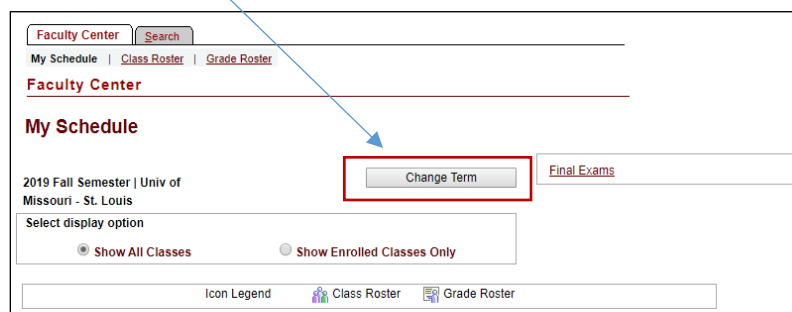 Faculty Center Search
My Schedule | Class Roster | Grade Roster
Faculty Center
My Schedule
2019 Fall Semester | Univ of
Missouri - St. Louis
Change Term
Final Exams
Select display option
Show All Classes Show Enrolled Classes Only
Icon Legend Class Roster Grade Roster